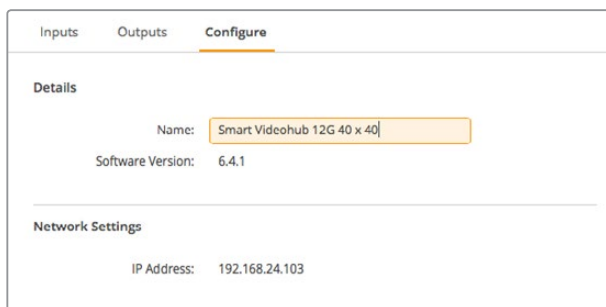 Inputs Outputs Configure
Details
Name: Smart Videohub 12G 40 x 40
Software Version: 6.4.1
Network Settings
IP Address: 192.168.24.103